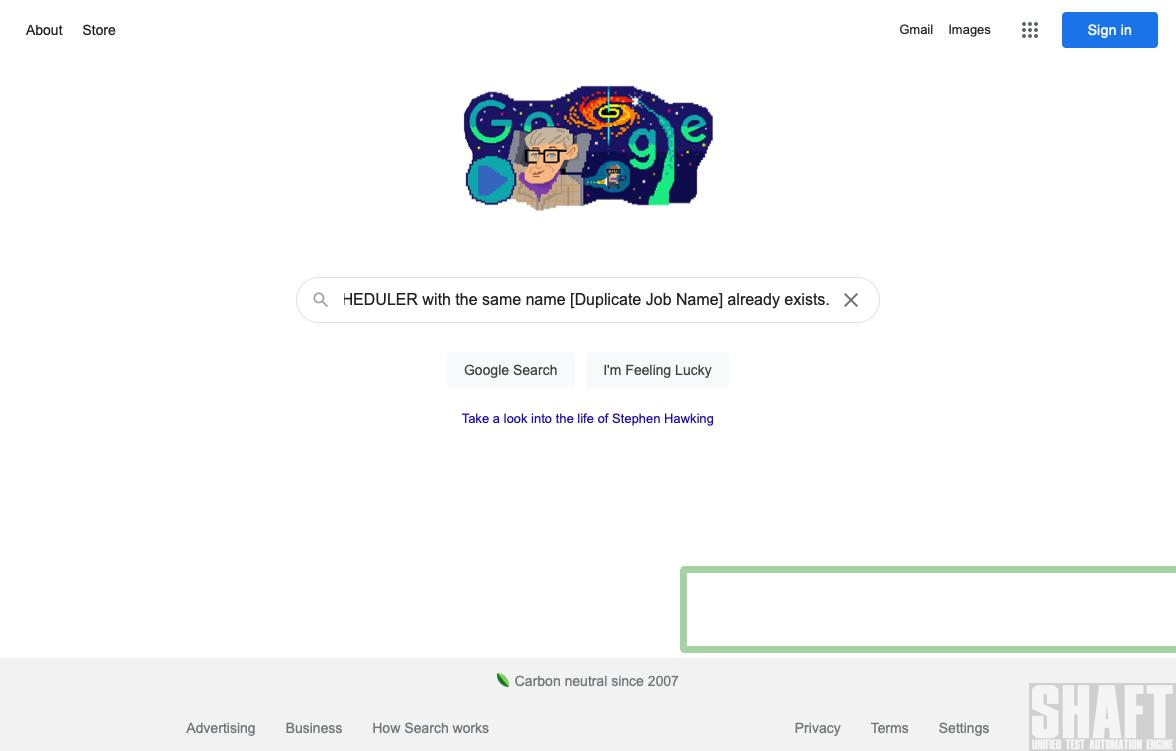 About Store Gmail Images Sign in
Google
HEDULER with the same name [Duplicate Job Name] already exists.
Google Search I'm Feeling Lucky
Take a look into the life of Stephen Hawking
Carbon neutral since 2007
Advertising Business How Search works Privacy Terms Settings
SHAFT
UNIFIED TEST AUTOMATION ENGINE